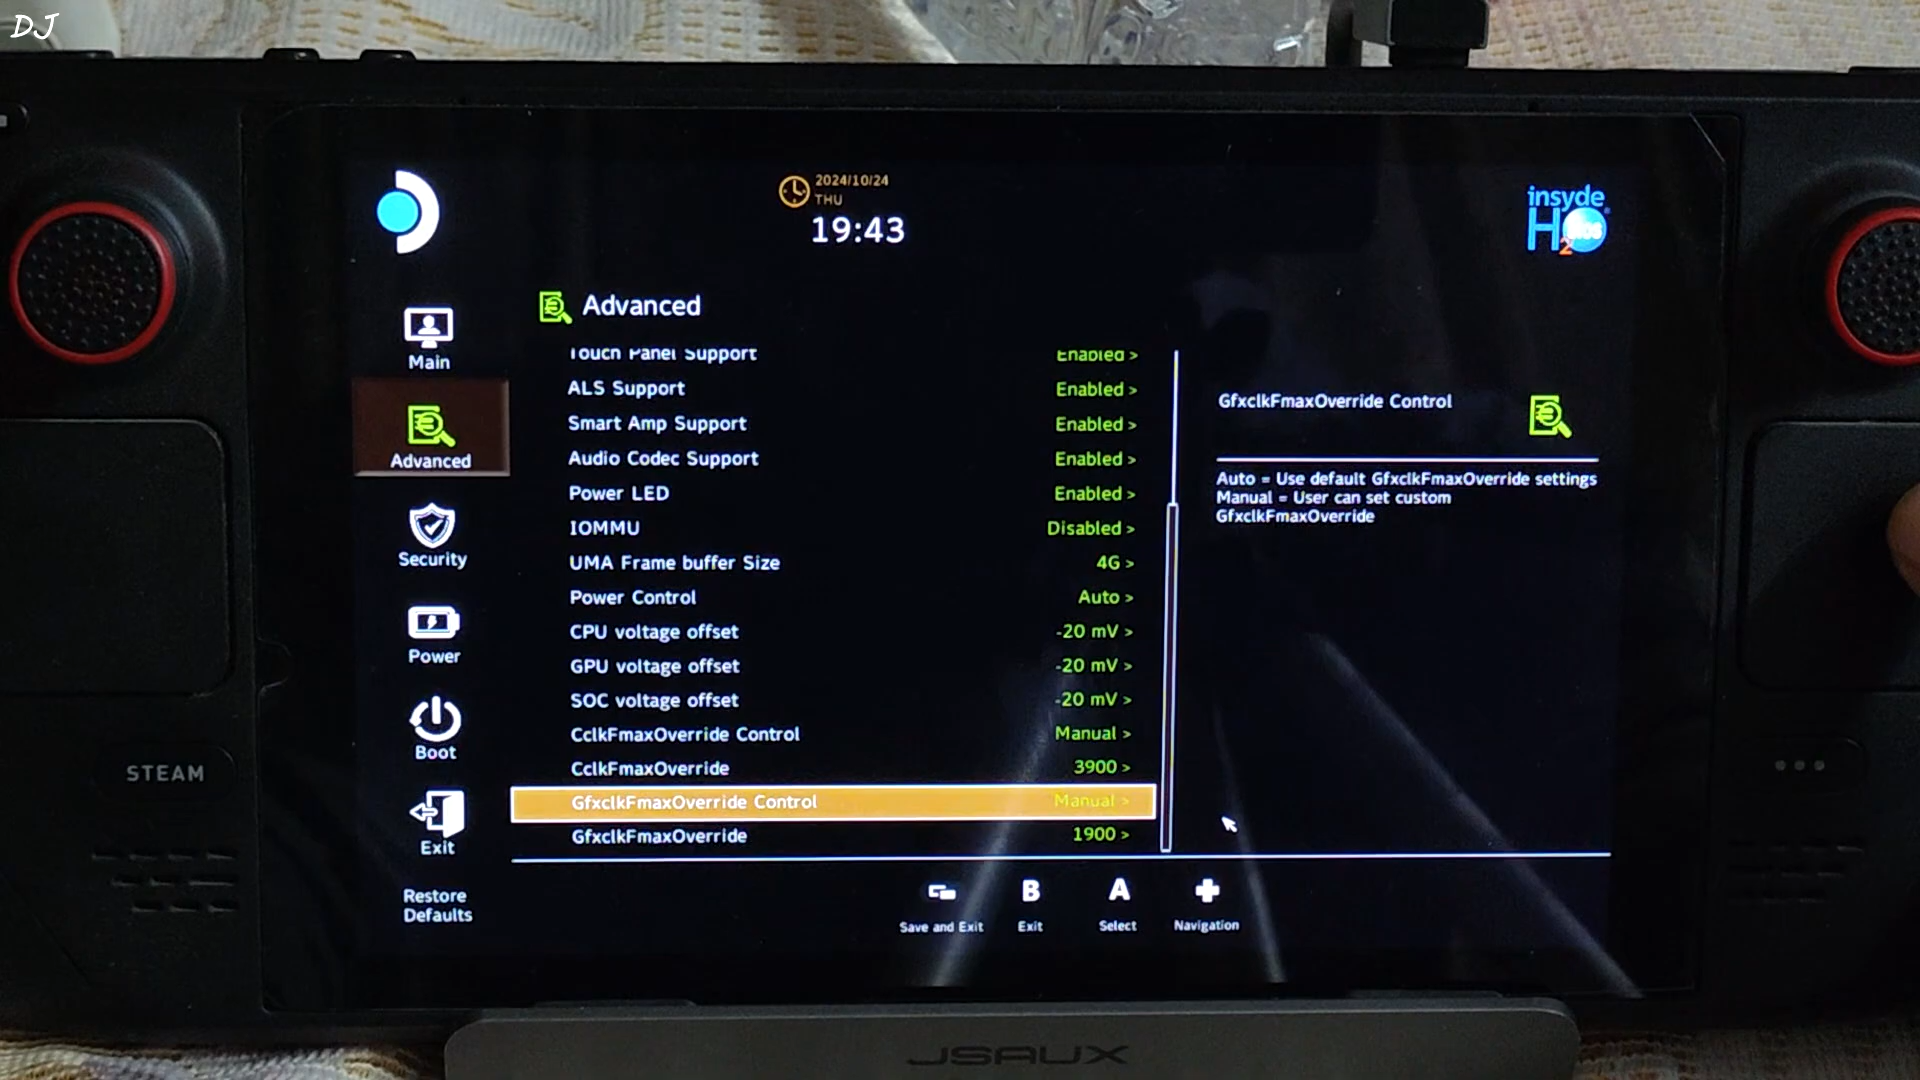 DJ
2024/10/24
THU
19:43
insyde
H2O
Advanced
Main
Advanced
Security
Power
Boot
Exit
Restore
Defaults
Touch Panel Support Enabled >
ALS Support Enabled >
Smart Amp Support Enabled >
Audio Codec Support Enabled >
Power LED Enabled >
IOMMU Disabled >
UMA Frame buffer Size 4G >
Power Control Auto >
CPU voltage offset -20 mV >
GPU voltage offset -20 mV >
SOC voltage offset -20 mV >
CclkFmaxOverride Control Manual >
CclkFmaxOverride 3900 >
GfxclkFmaxOverride Control Manual >
GfxclkFmaxOverride 1900 >
GfxclkFmaxOverride Control
Auto = Use default GfxclkFmaxOverride settings
Manual = User can set custom
GfxclkFmaxOverride
Save and Exit
B
Exit
A
Select
Navigation
STEAM
JSAUX